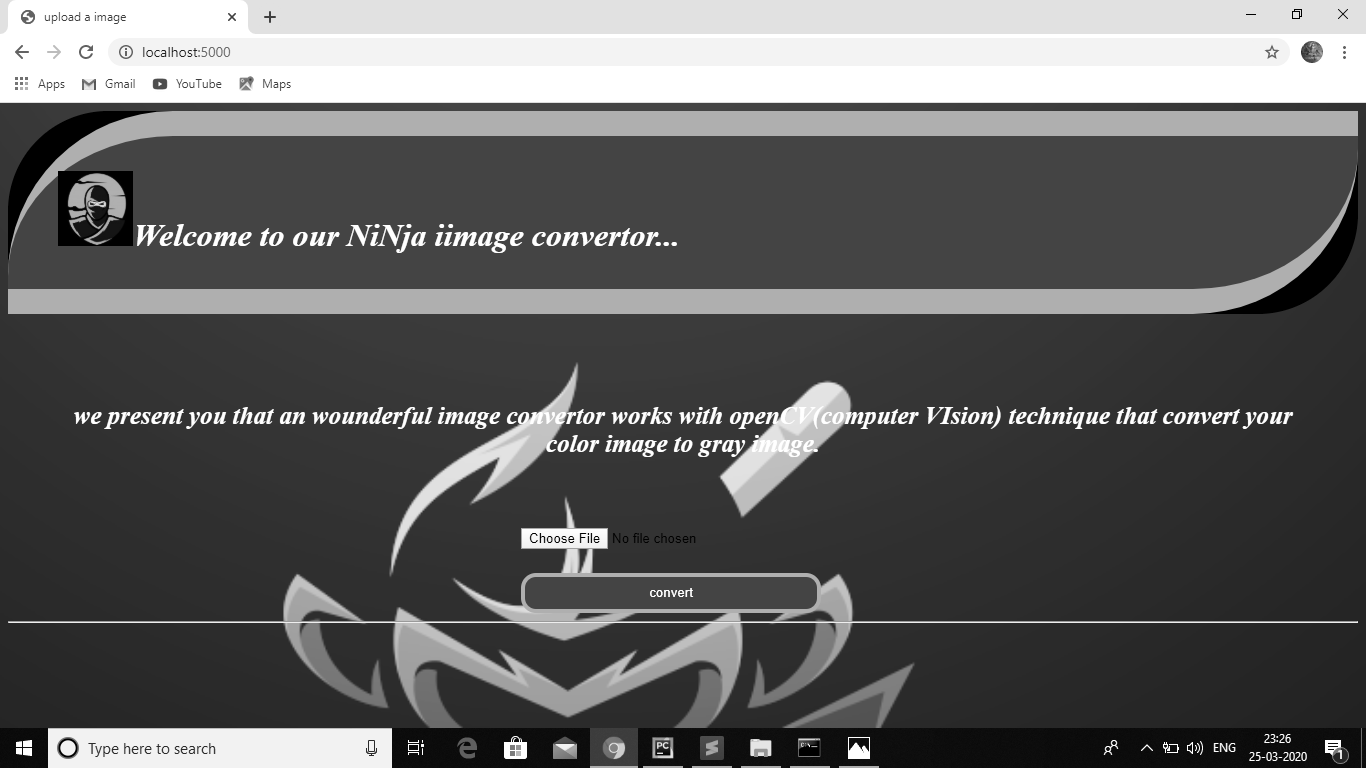 upload a image
localhost:5000
Apps Gmail YouTube Maps
Welcome to our NiNja iimage convertor...
we present you that an wounderful image convertor works with openCV(computer VIsion) technique that convert your
color image to gray image.
Choose File No file chosen
convert
Type here to search
PC
ENG
23:26
25-03-2020
1